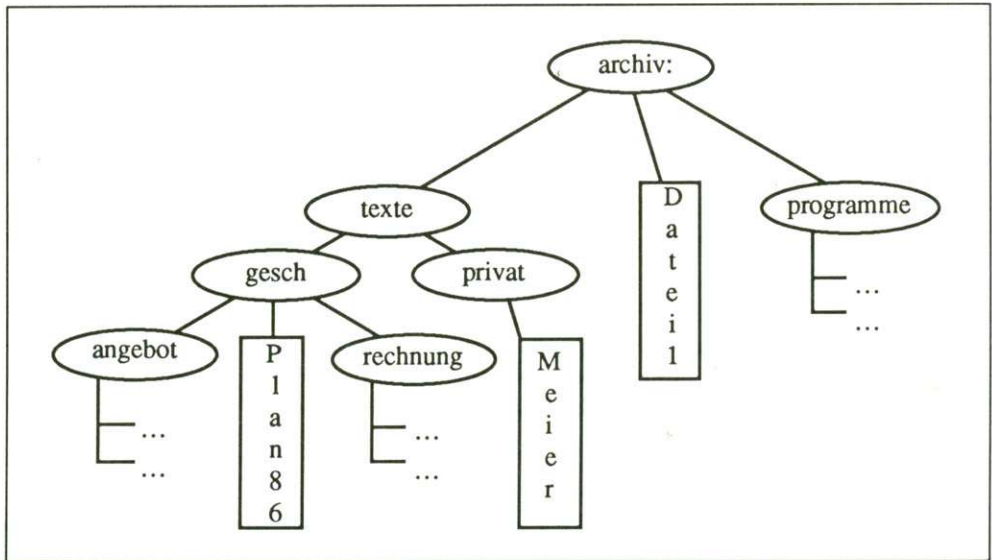 archiv:
texte
Datei1
programme
gesch
privat
...
...
angebot
Plan86
rechnung
Meier
...
...
...
...